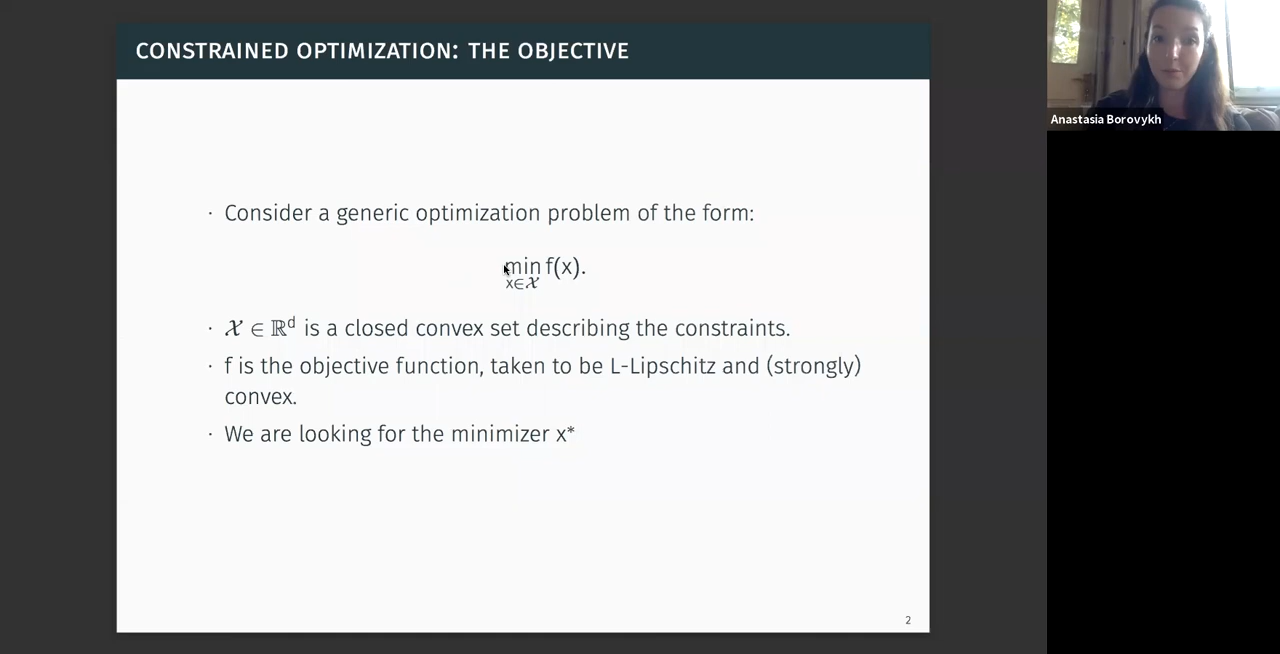 CONSTRAINED OPTIMIZATION: THE OBJECTIVE
· Consider a generic optimization problem of the form:
min f(x).
x∈𝒳
· 𝒳 ∈ ℝᵈ is a closed convex set describing the constraints.
· f is the objective function, taken to be L-Lipschitz and (strongly)
convex.
· We are looking for the minimizer x*
2
Anastasia Borovykh